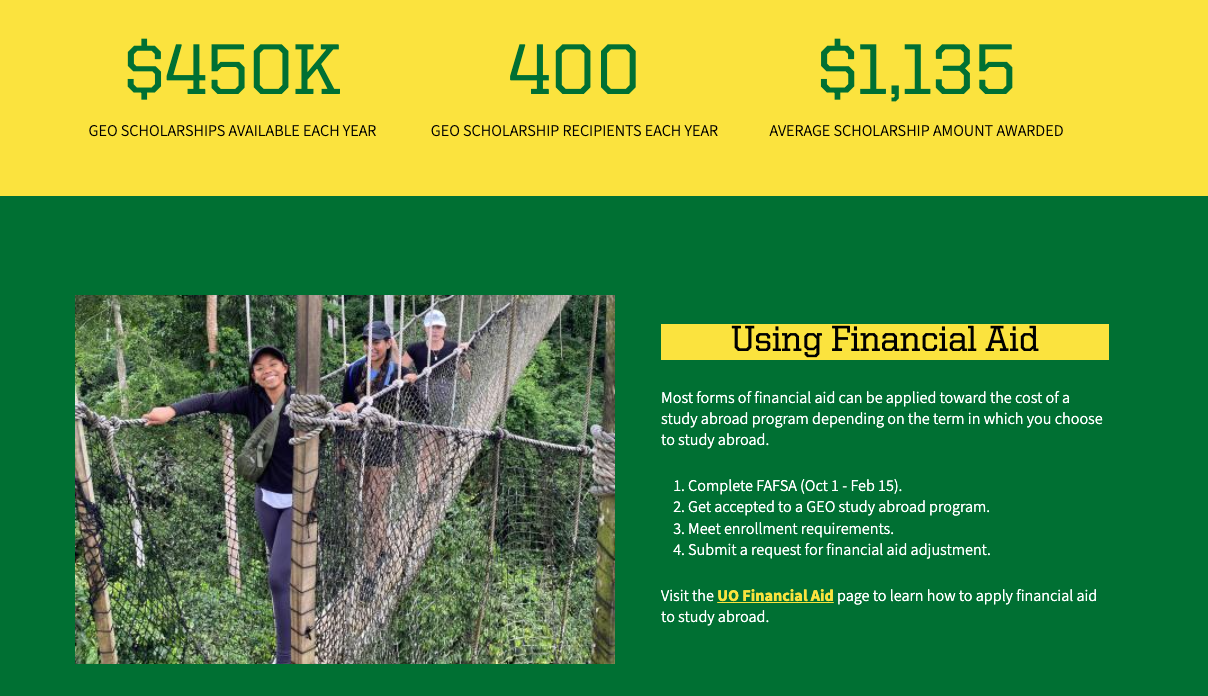 $450K
GEO SCHOLARSHIPS AVAILABLE EACH YEAR
400
GEO SCHOLARSHIP RECIPIENTS EACH YEAR
$1,135
AVERAGE SCHOLARSHIP AMOUNT AWARDED
Using Financial Aid
Most forms of financial aid can be applied toward the cost of a
study abroad program depending on the term in which you choose
to study abroad.
1. Complete FAFSA (Oct 1 - Feb 15).
2. Get accepted to a GEO study abroad program.
3. Meet enrollment requirements.
4. Submit a request for financial aid adjustment.
Visit the UO Financial Aid page to learn how to apply financial aid
to study abroad.